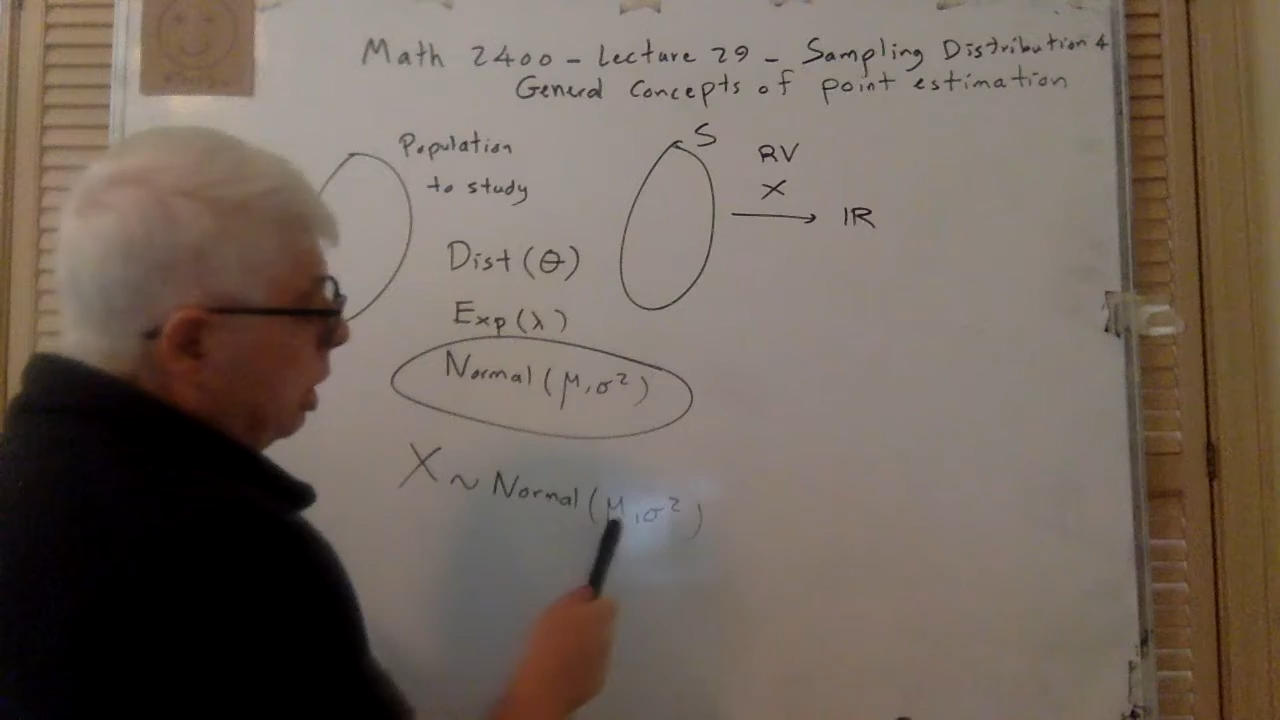 Math 2400 - Lecture 29 - Sampling Distribution 4
General Concepts of point estimation
Population
to study
S
RV
X
IR
Dist (θ)
Exp (λ)
Normal (μ, σ²)
X ~ Normal (μ, σ²)